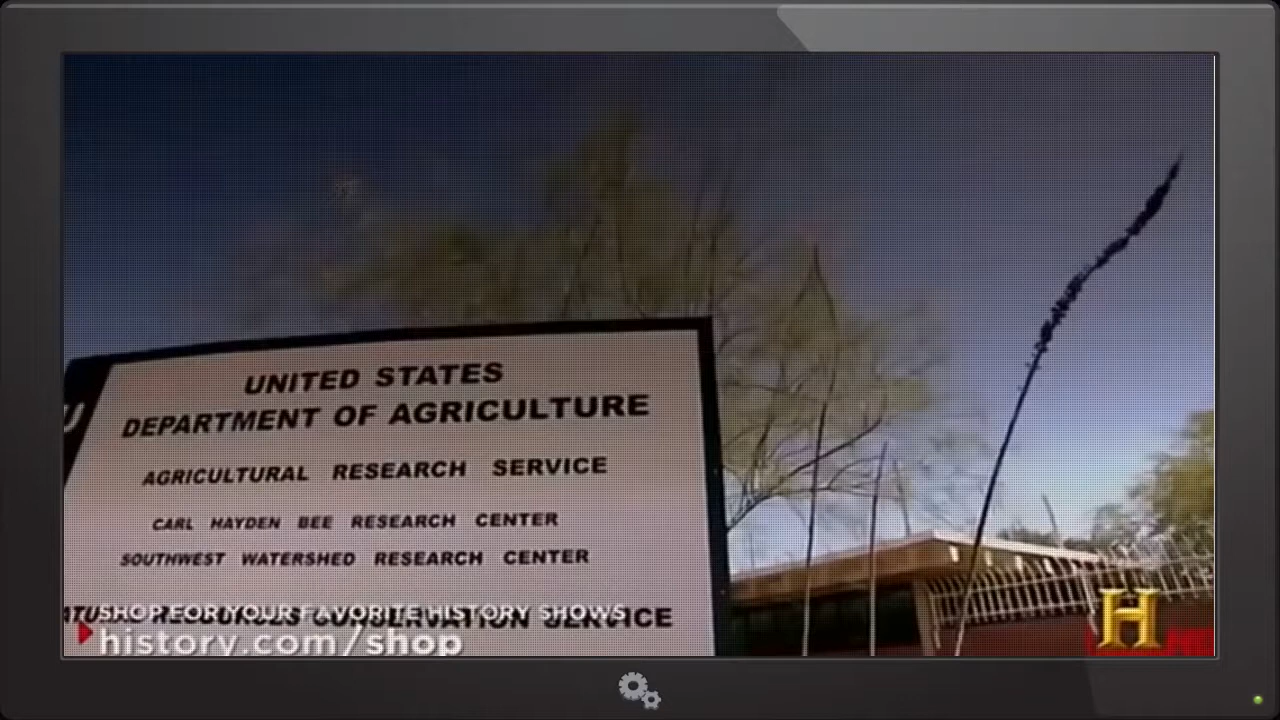 UNITED STATES
DEPARTMENT OF AGRICULTURE
AGRICULTURAL RESEARCH SERVICE
CARL HAYDEN BEE RESEARCH CENTER
SOUTHWEST WATERSHED RESEARCH CENTER
SHOP FOR YOUR FAVORITE HISTORY SHOWS
history.com/shop
H